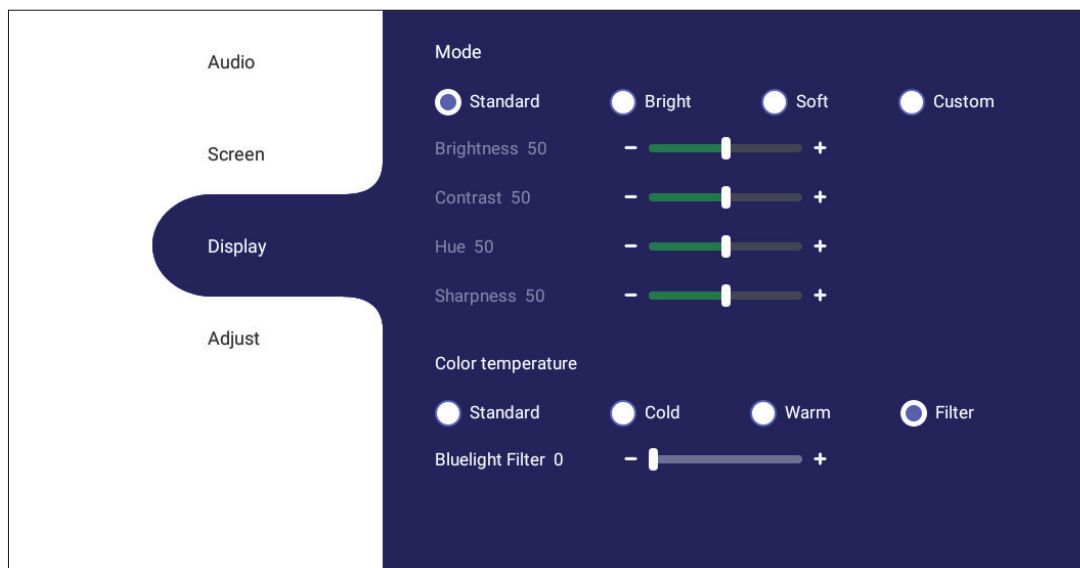 Audio
Screen
Display
Adjust
Mode
Standard Bright Soft Custom
Brightness 50 - +
Contrast 50 - +
Hue 50 - +
Sharpness 50 - +
Color temperature
Standard Cold Warm Filter
Bluelight Filter 0 - +